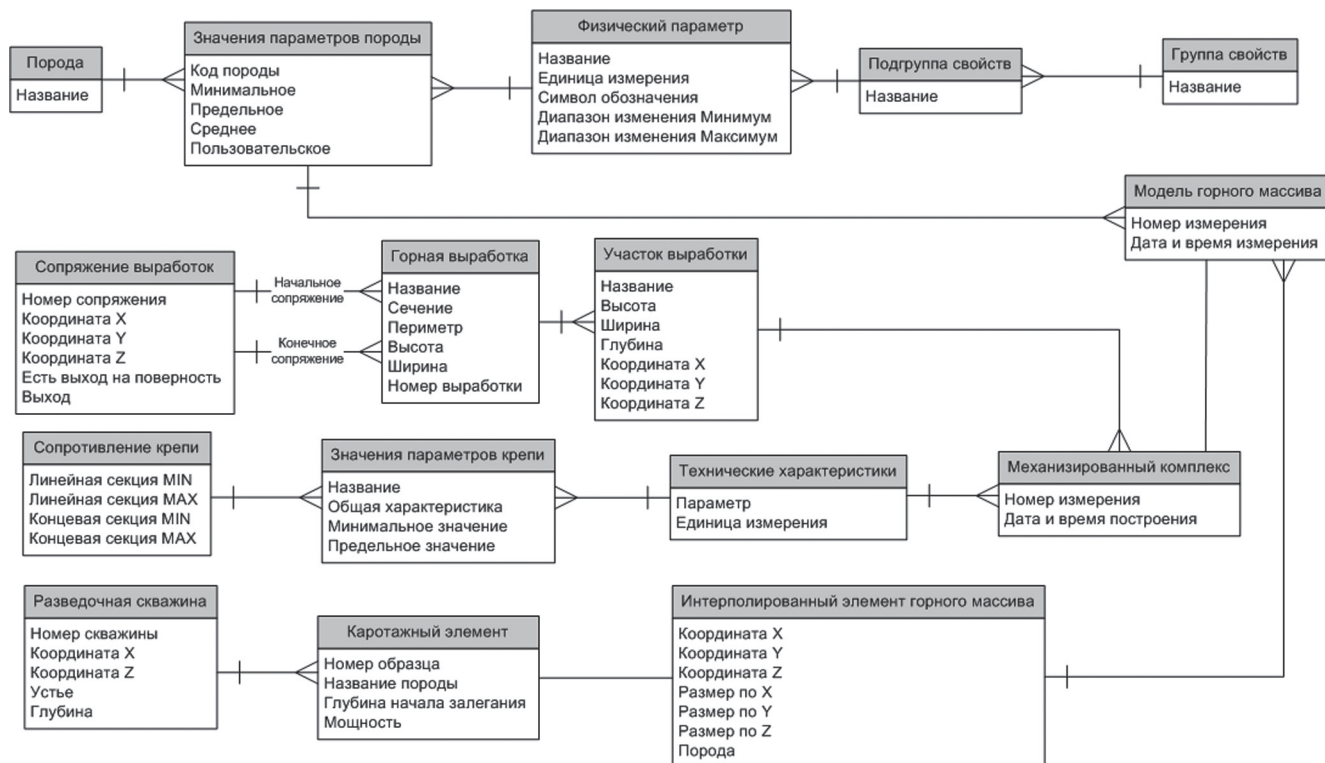 Порода
Название
Значения параметров породы
Код породы
Минимальное
Предельное
Среднее
Пользовательское
Физический параметр
Название
Единица измерения
Символ обозначения
Диапазон изменения Минимум
Диапазон изменения Максимум
Подгруппа свойств
Название
Группа свойств
Название
Модель горного массива
Номер измерения
Дата и время измерения
Сопряжение выработок
Номер сопряжения
Координата X
Координата Y
Координата Z
Есть выход на поверность
Выход
Начальное
сопряжение
Конечное
сопряжение
Горная выработка
Название
Сечение
Периметр
Высота
Ширина
Номер выработки
Участок выработки
Название
Высота
Ширина
Глубина
Координата X
Координата Y
Координата Z
Сопротивление крепи
Линейная секция MIN
Линейная секция MAX
Концевая секция MIN
Концевая секция MAX
Значения параметров крепи
Название
Общая характеристика
Минимальное значение
Предельное значение
Технические характеристики
Параметр
Единица измерения
Механизированный комплекс
Номер измерения
Дата и время построения
Разведочная скважина
Номер скважины
Координата X
Координата Z
Устье
Глубина
Каротажный элемент
Номер образца
Название породы
Глубина начала залегания
Мощность
Интерполированный элемент горного массива
Координата X
Координата Y
Координата Z
Размер по X
Размер по Y
Размер по Z
Порода